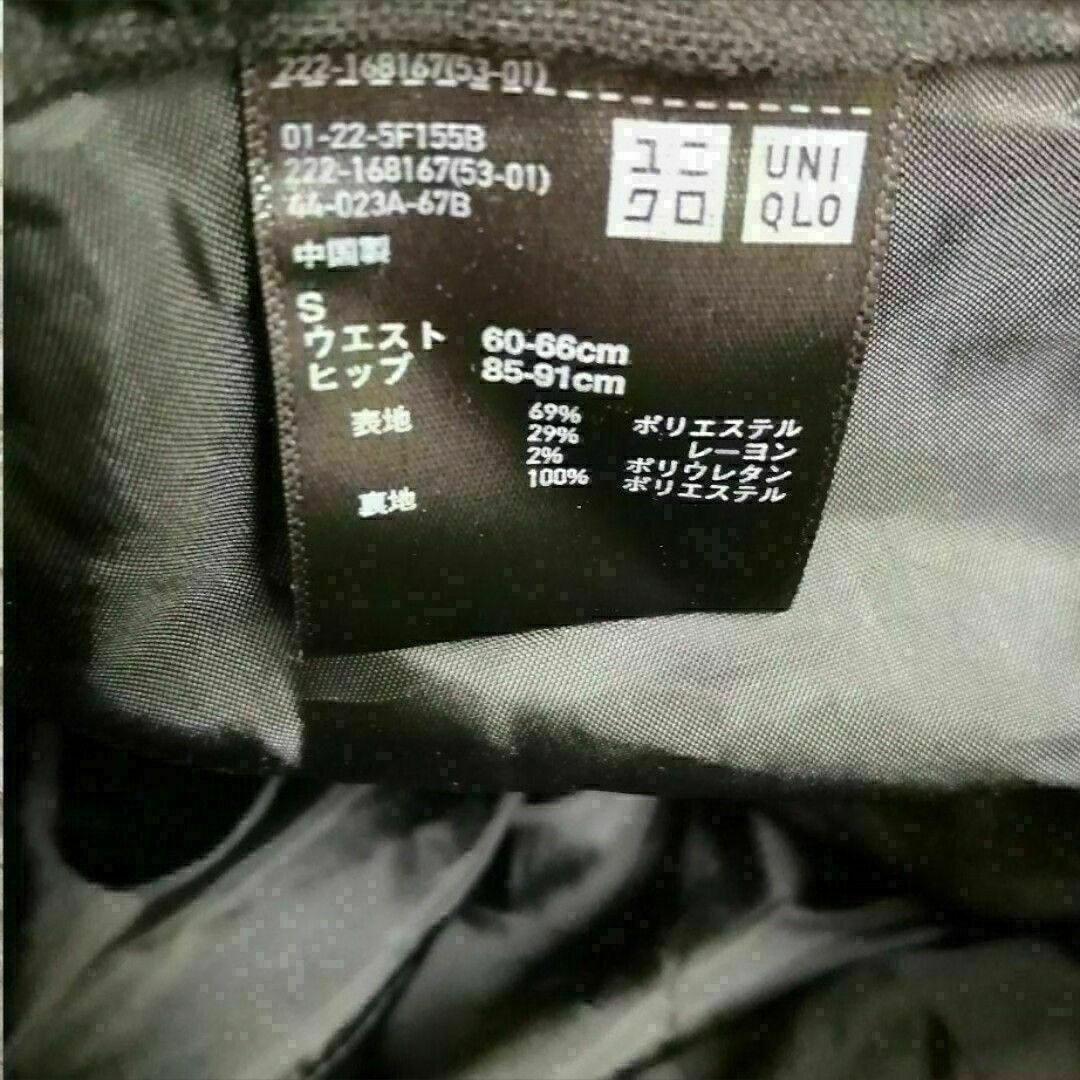 222-168167(53-01)
01-22-5F155B
222-168167(53-01)
44-023A-67B
ユニ
クロ
UNI
QLO
中国製
S
ウエスト 60-66cm
ヒップ 85-91cm
表地 69% ポリエステル
29% レーヨン
2% ポリウレタン
裏地 100% ポリエステル